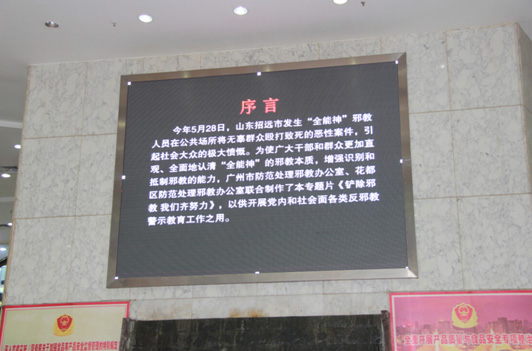 序言
今年5月28日，山东招远市发生“全能神”邪教
人员在公共场所将无辜群众殴打致死的恶性案件，引
起社会大众的极大愤慨。为使广大干部和群众更加直
观、全面地认清“全能神”的邪教本质，增强识别和
抵制邪教的能力，广州市防范处理邪教办公室、花都
区防范处理邪教办公室联合制作了本专题片《铲除邪
教 我们齐努力》，以供开展党内和社会面各类反邪教
警示教育工作之用。